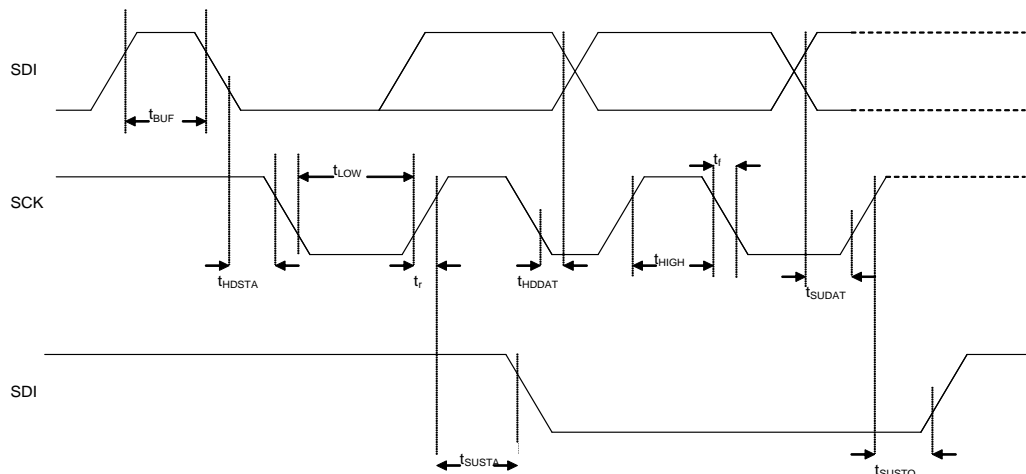 SDI
tBUF
tLOW
tf
SCK
tHDSTA
tr
tHDDAT
tHIGH
tSUDAT
SDI
tSUSTA
tSUSTO